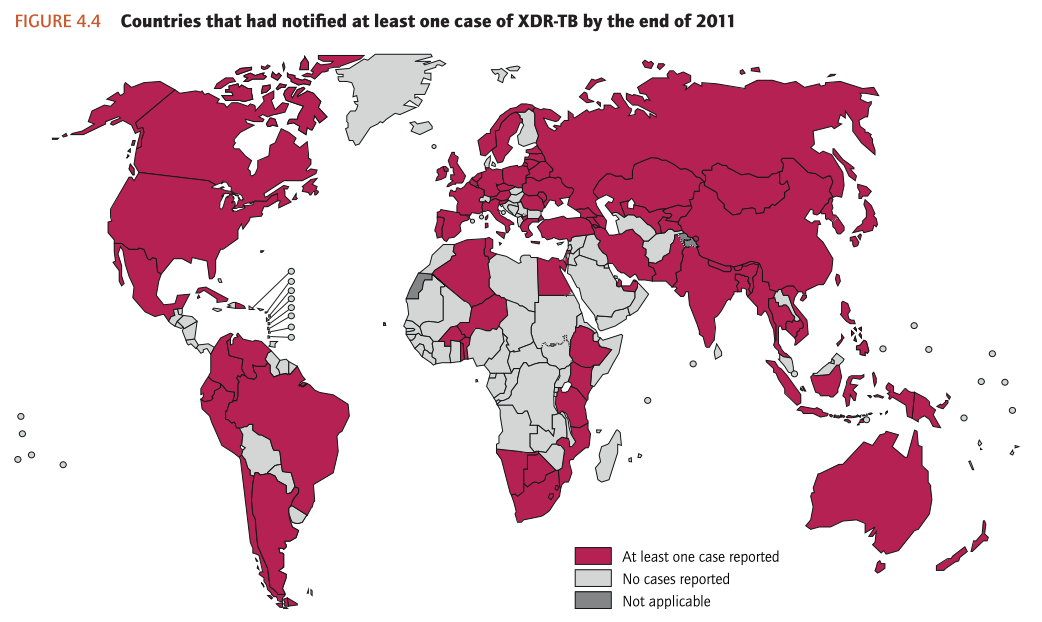 FIGURE 4.4 Countries that had notified at least one case of XDR-TB by the end of 2011
At least one case reported
No cases reported
Not applicable